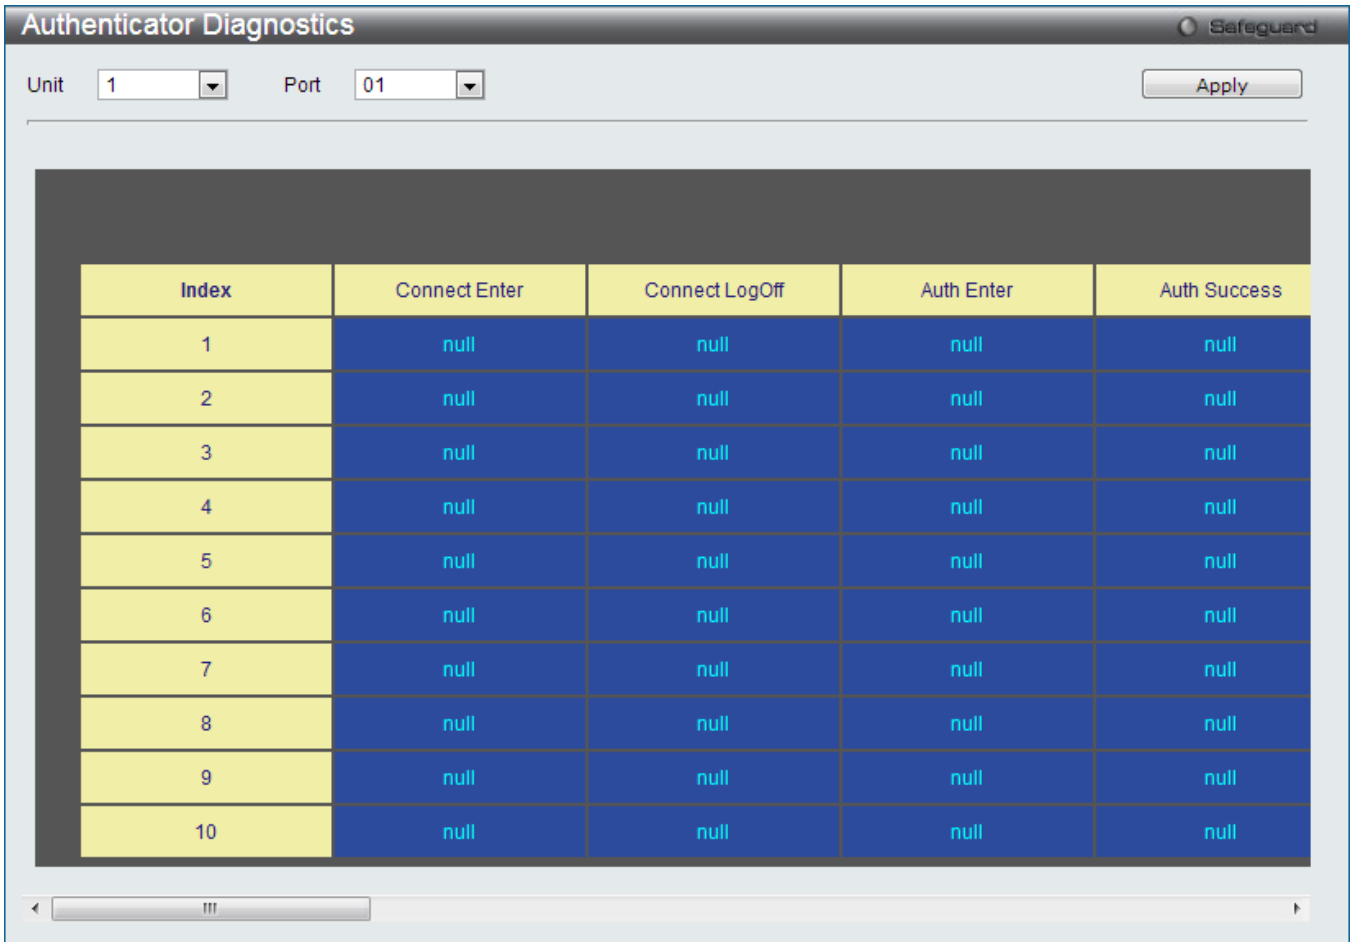 Authenticator Diagnostics Safeguard
Unit 1 Port 01 Apply
Index Connect Enter Connect LogOff Auth Enter Auth Success
1 null null null null
2 null null null null
3 null null null null
4 null null null null
5 null null null null
6 null null null null
7 null null null null
8 null null null null
9 null null null null
10 null null null null